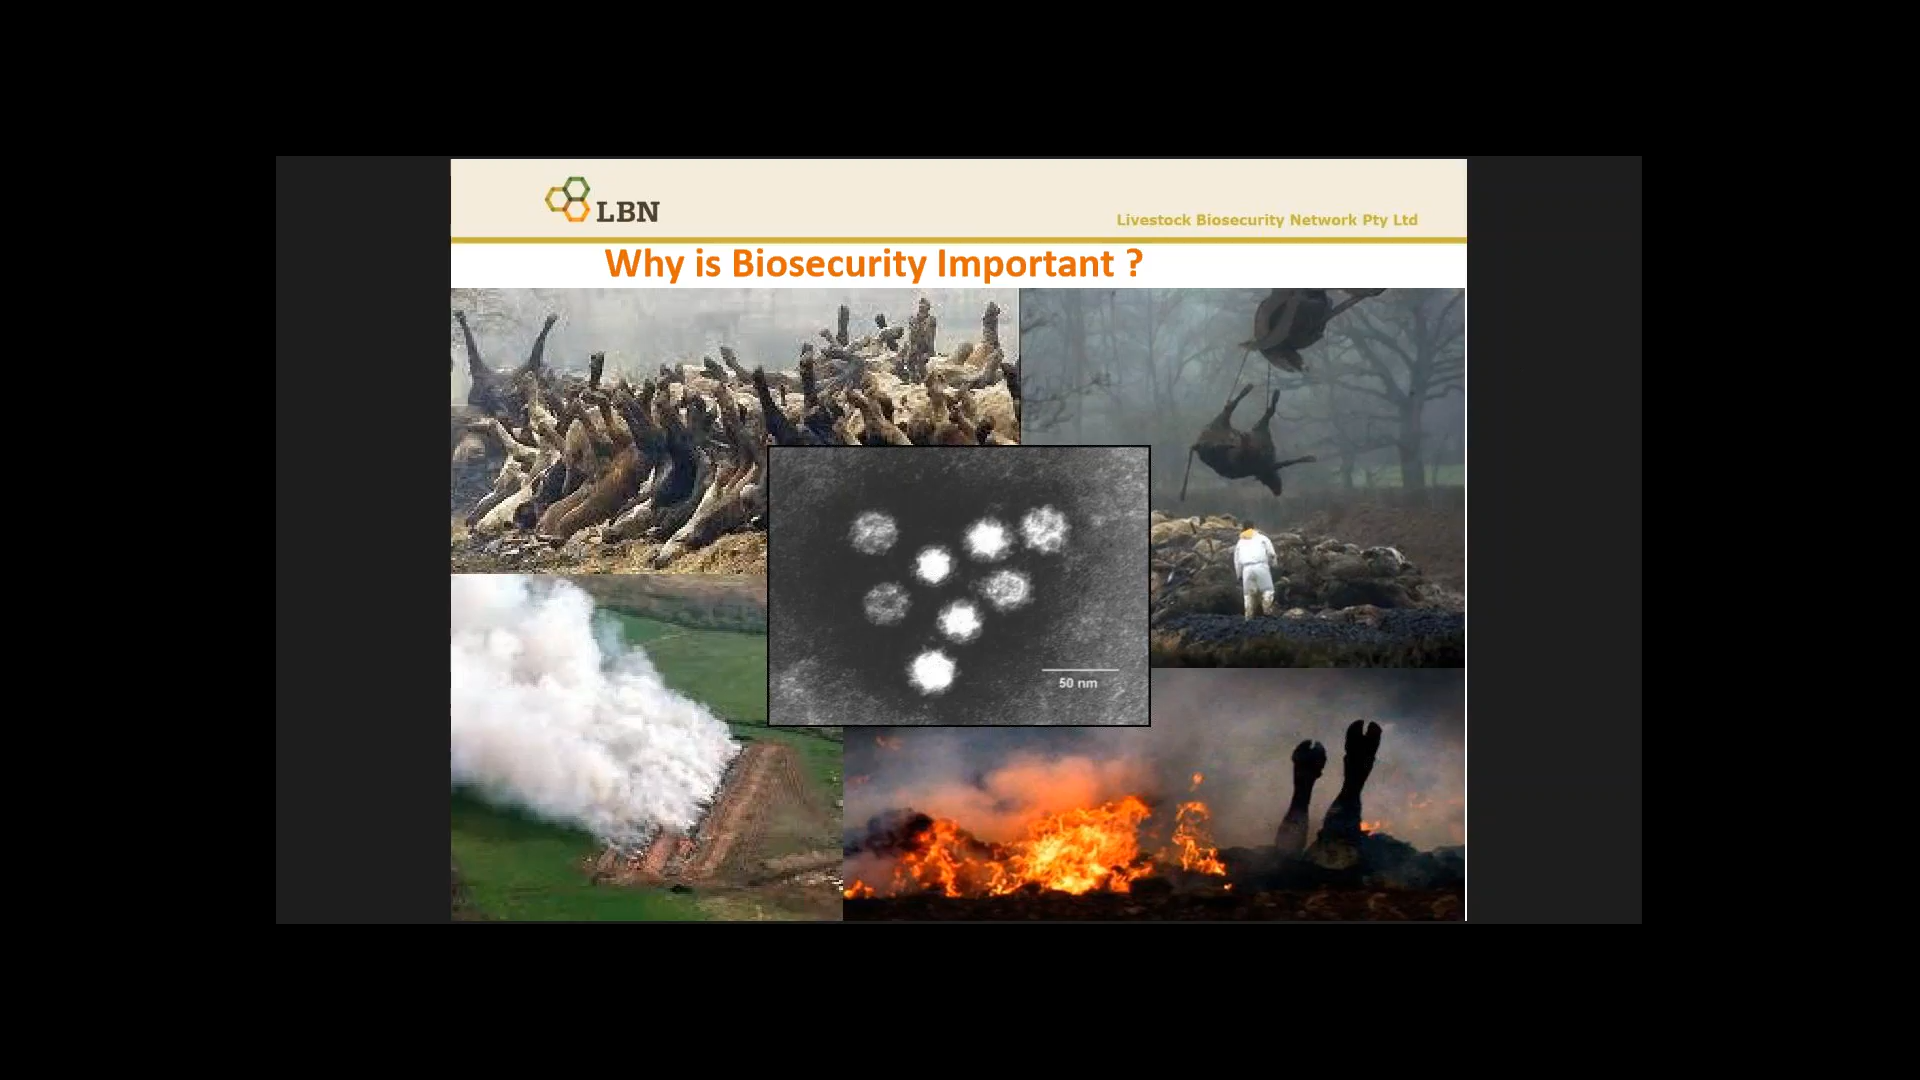 LBN
Livestock Biosecurity Network Pty Ltd
Why is Biosecurity Important ?
50 nm